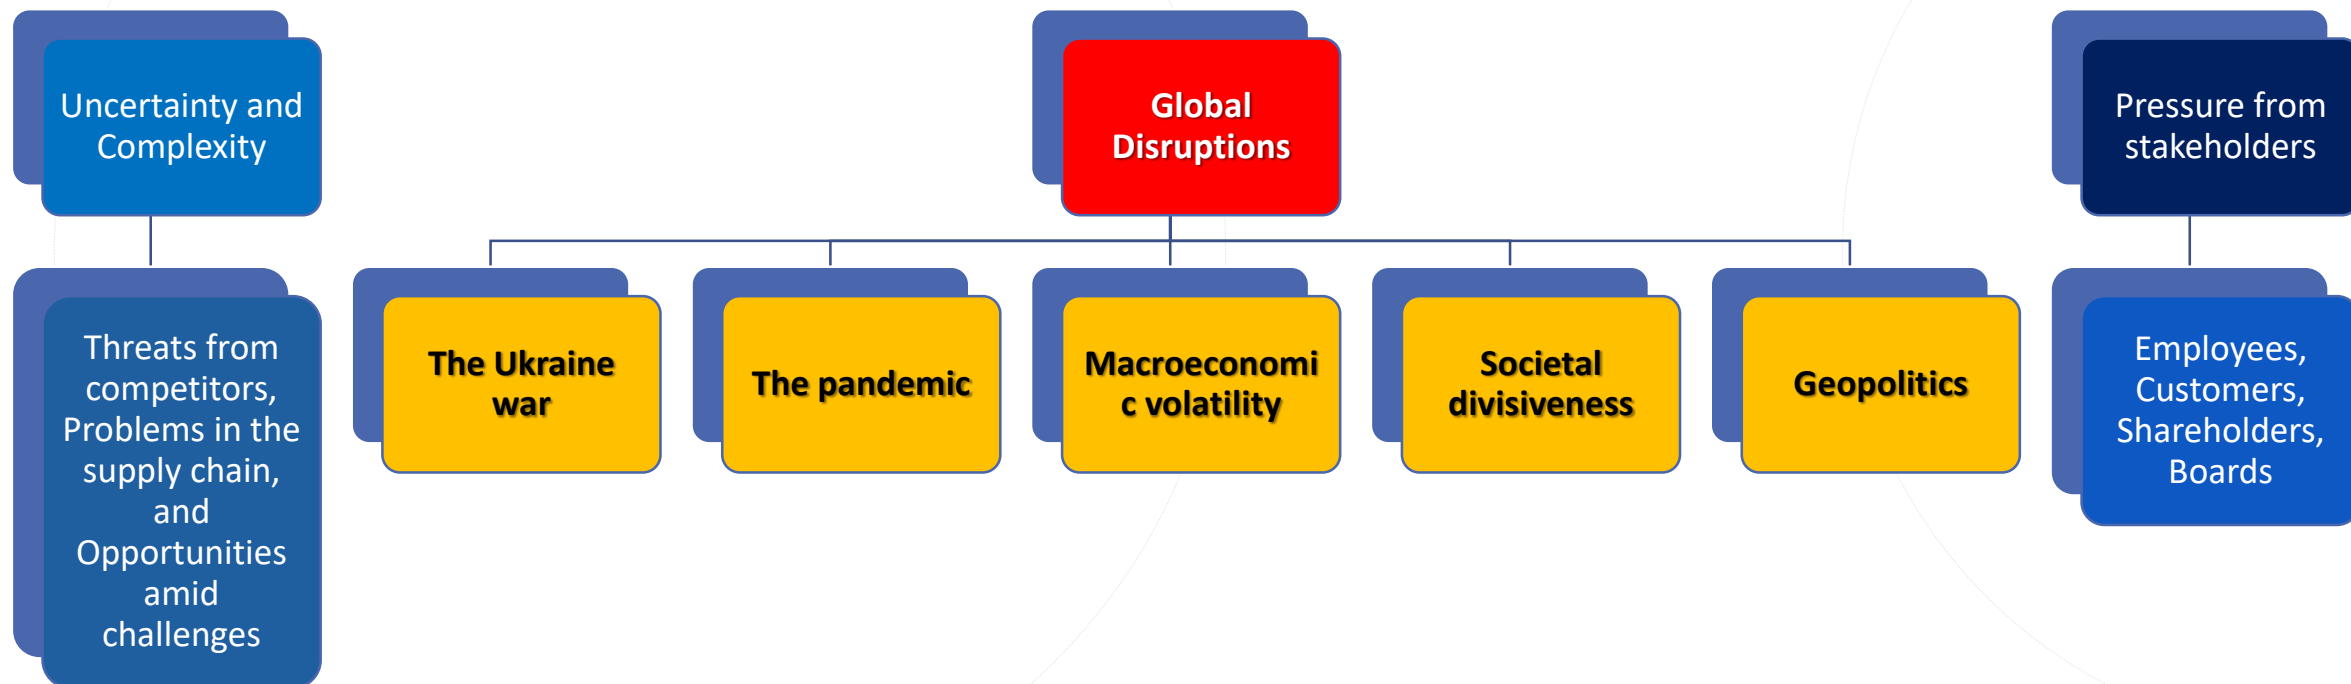 Uncertainty and
Complexity
Global
Disruptions
Pressure from
stakeholders
Threats from
competitors,
Problems in the
supply chain,
and
Opportunities
amid
challenges
The Ukraine
war
The pandemic
Macroeconomi
c volatility
Societal
divisiveness
Geopolitics
Employees,
Customers,
Shareholders,
Boards